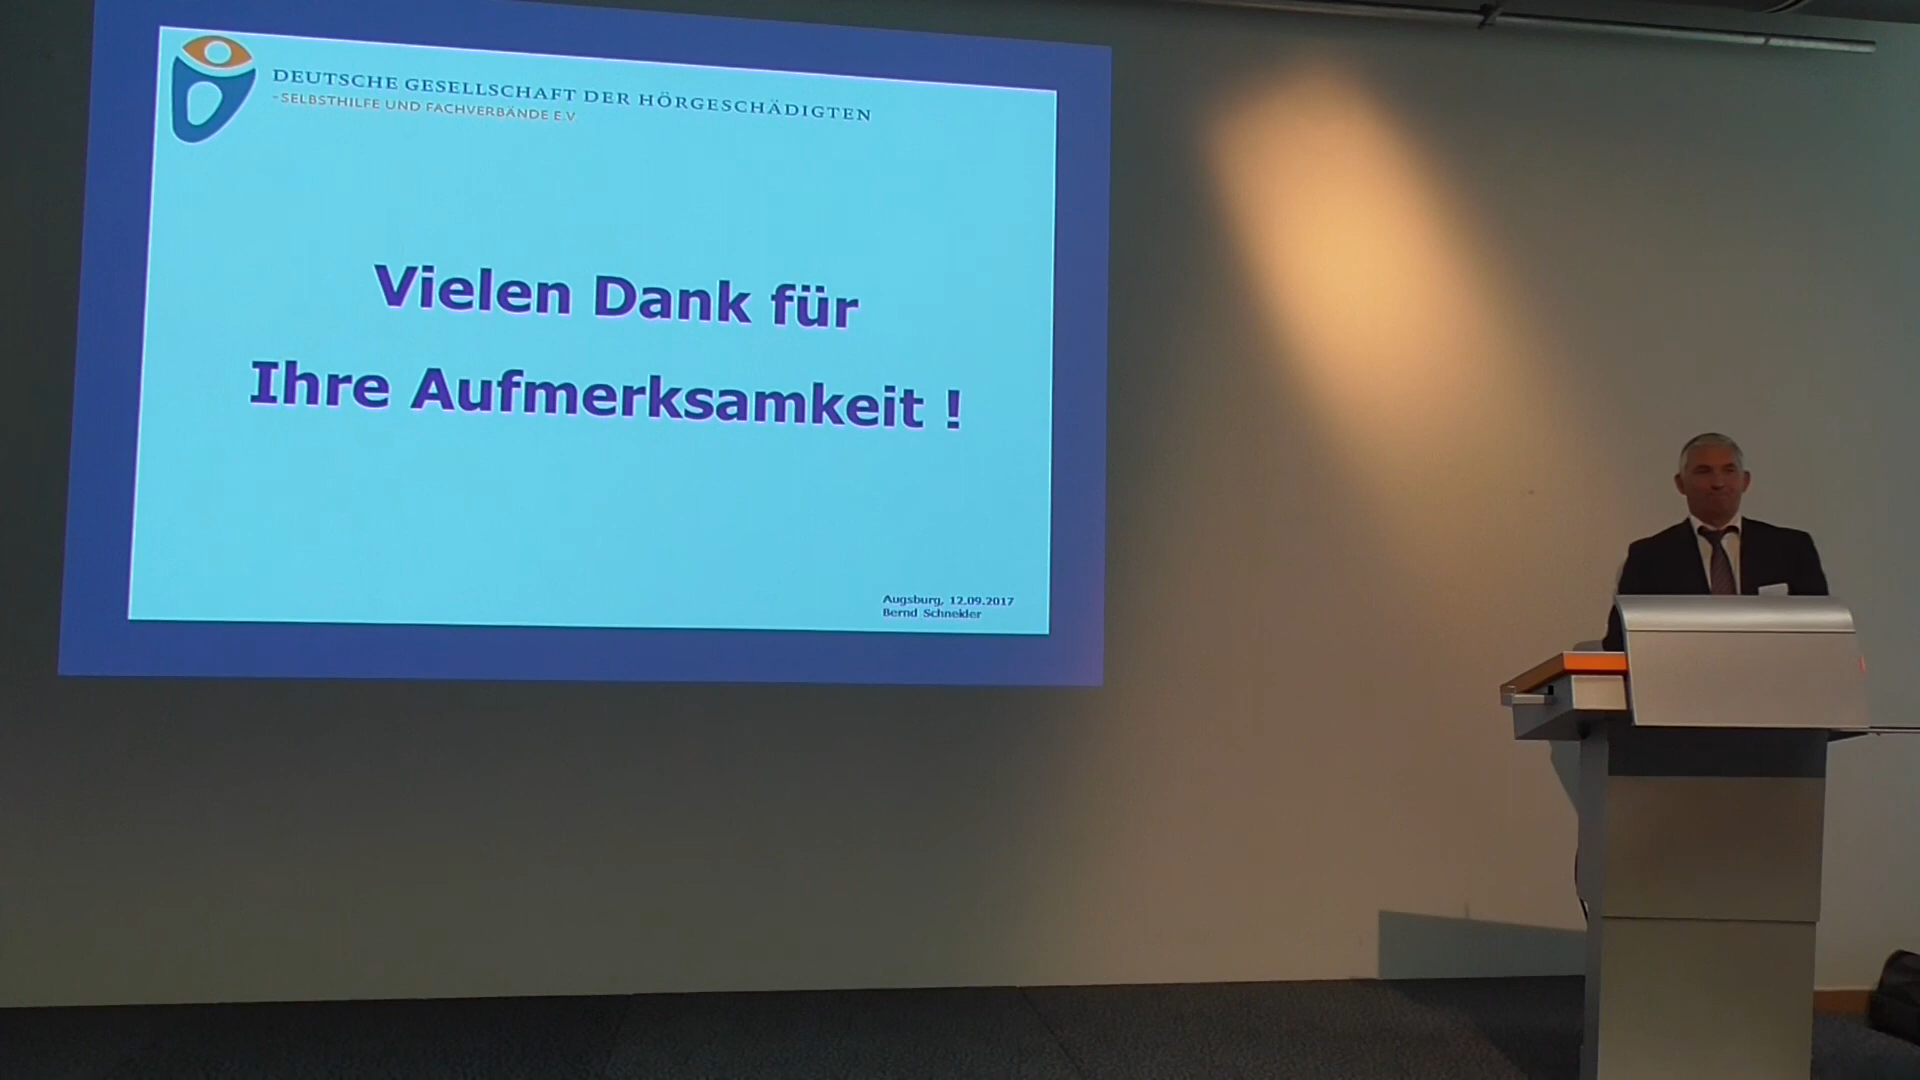 DEUTSCHE GESELLSCHAFT DER HÖRGESCHÄDIGTEN
-SELBSTHILFE UND FACHVERBÄNDE E.V
Vielen Dank für
Ihre Aufmerksamkeit !
Augsburg, 12.09.2017
Bernd Schneider